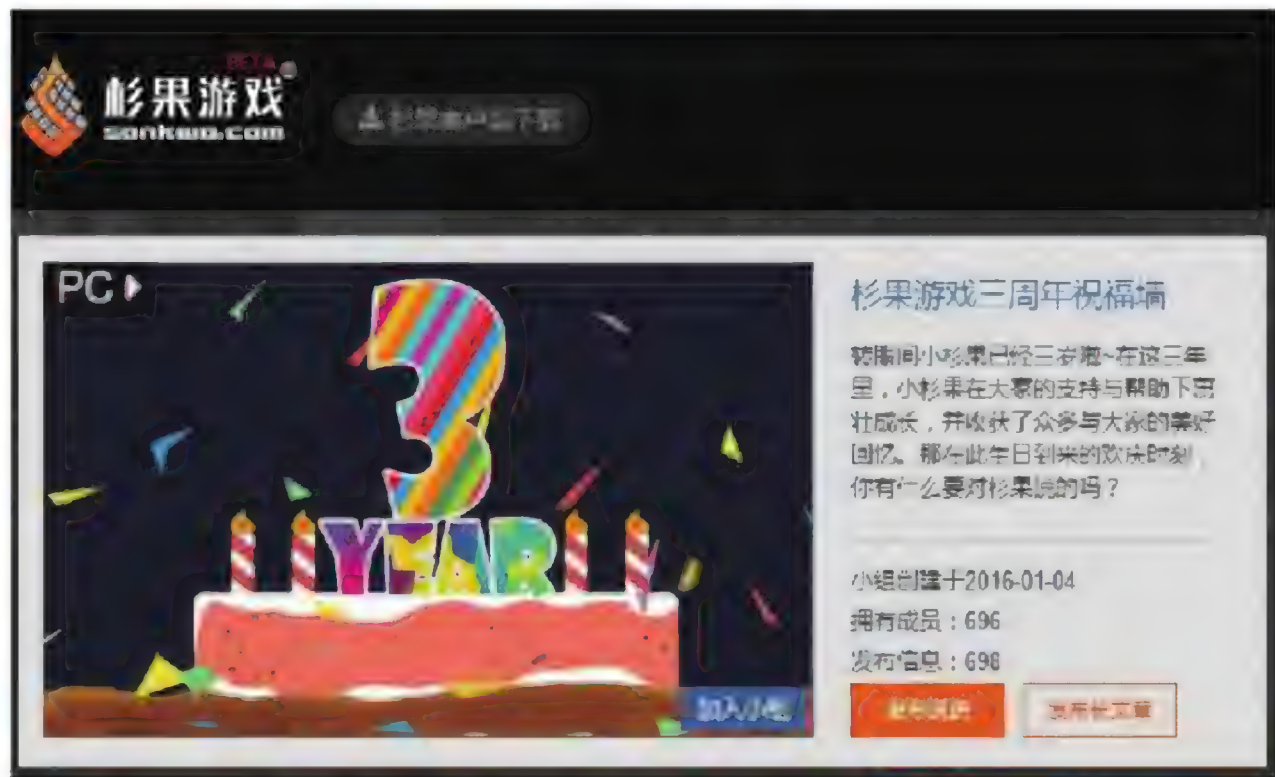 BETA
杉果游戏
sonkwo.com
PC
3
YEAR
加入小组
杉果游戏三周年祝福墙
转眼间小杉果已经三岁啦~在这三年
里，小杉果在大家的支持与帮助下茁
壮成长，并收获了众多与大家的美好
回忆。那在此生日到来的欢庆时刻，
你有什么要对杉果说的吗？
小组创建于2016-01-04
拥有成员：696
发布信息：698
发布长文章